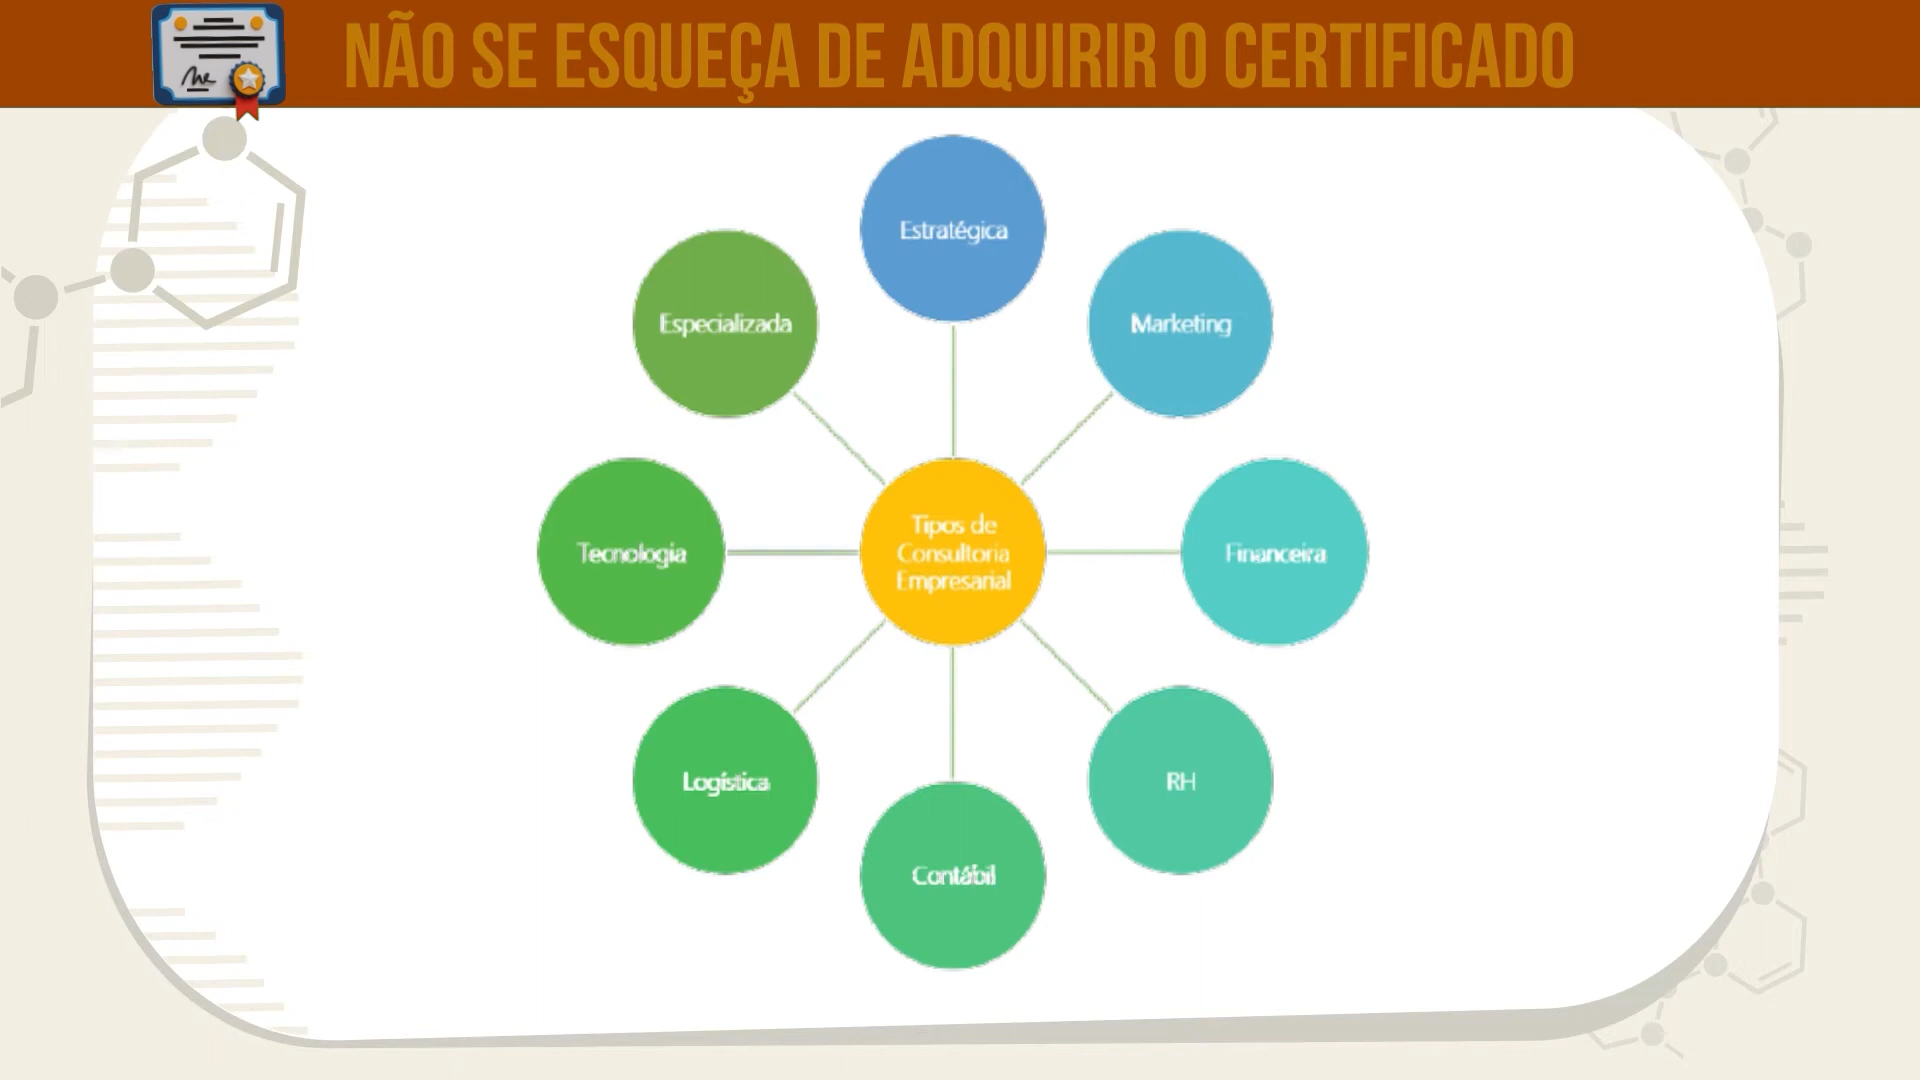 NÃO SE ESQUEÇA DE ADQUIRIR O CERTIFICADO
Estratégica
Especializada
Marketing
Tipos de
Consultoria
Empresarial
Tecnologia
Financeira
Logística
RH
Contábil